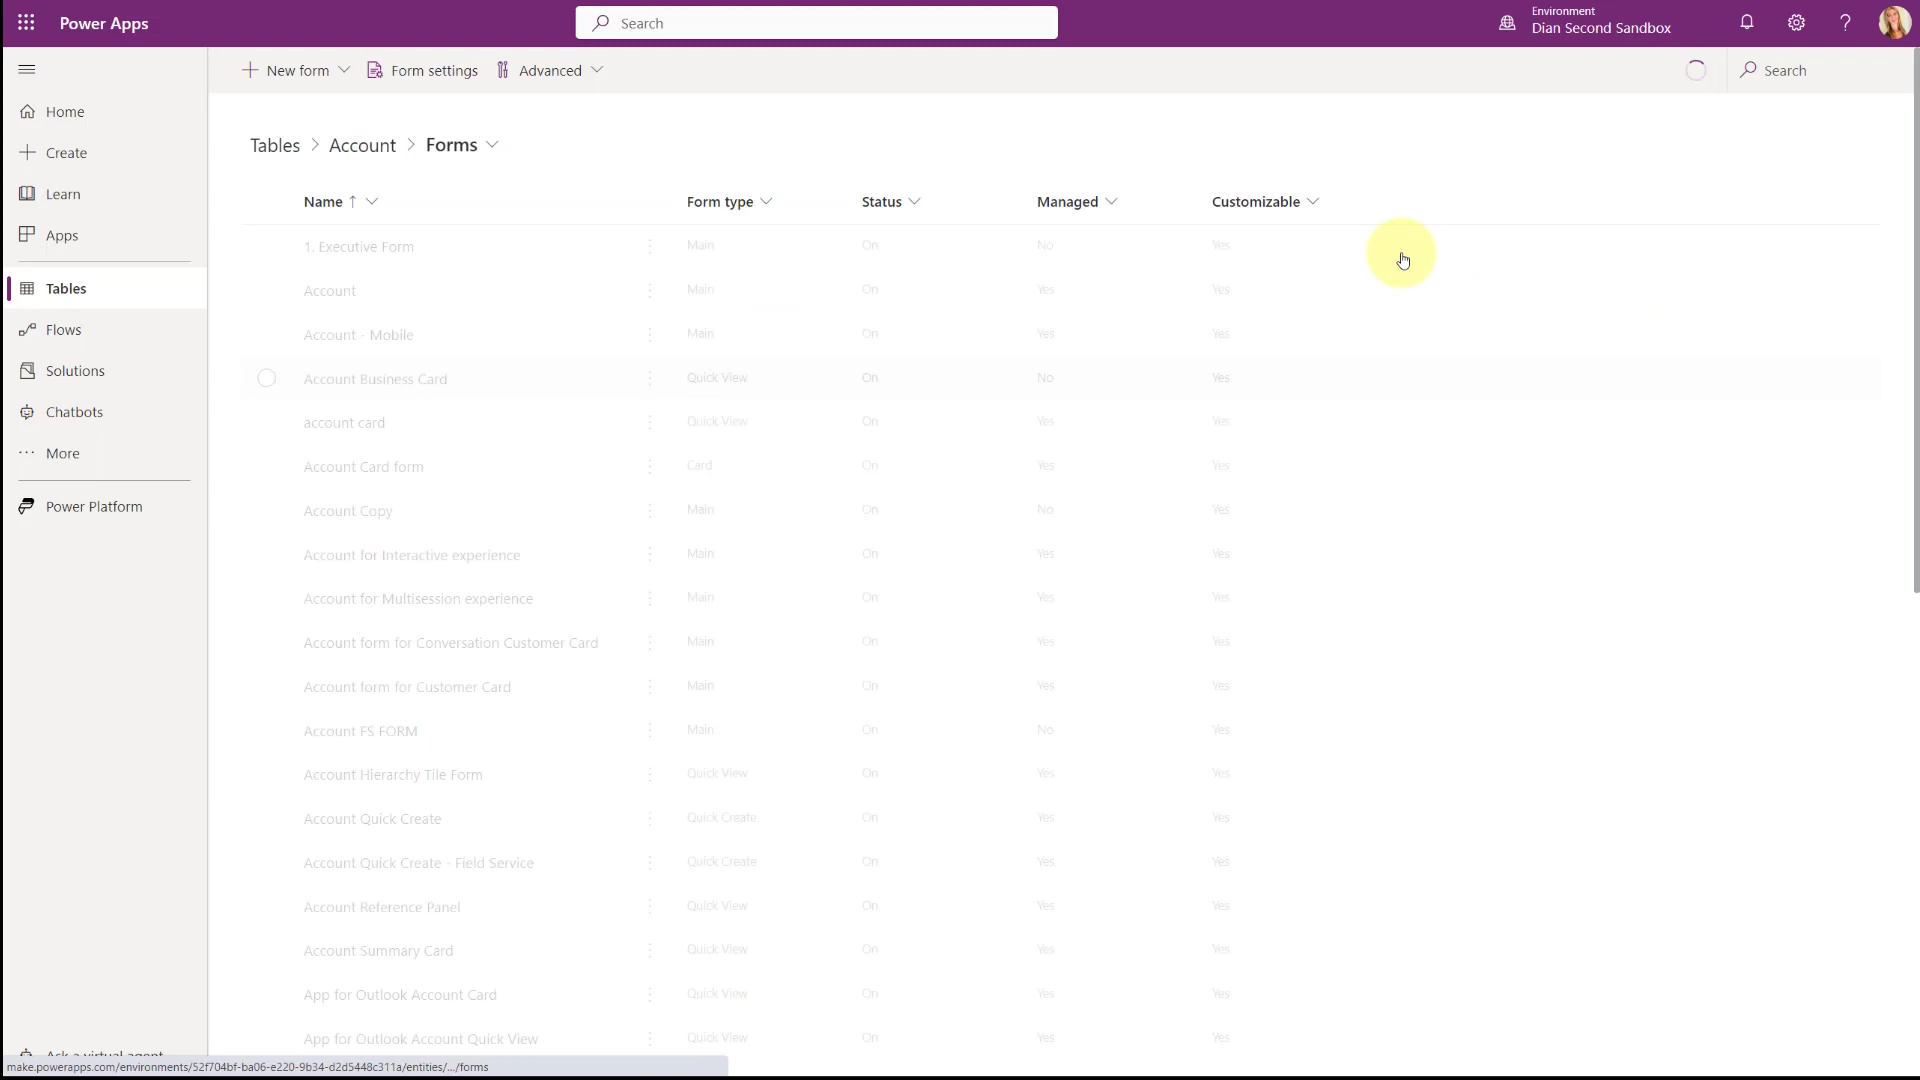 Power Apps
Search
Environment
Dian Second Sandbox
New form
Form settings
Advanced
Search
Home
Create
Learn
Apps
Tables
Flows
Solutions
Chatbots
More
Power Platform
Ask a virtual agent
Tables > Account > Forms
Name ↑ Form type Status Managed Customizable
1. Executive Form Main On No Yes
Account Main On Yes Yes
Account - Mobile Main On Yes Yes
Account Business Card Quick View On No Yes
account card Quick View On Yes Yes
Account Card form Card On Yes Yes
Account Copy Main On No Yes
Account for Interactive experience Main On Yes Yes
Account for Multisession experience Main On Yes Yes
Account form for Conversation Customer Card Main On Yes Yes
Account form for Customer Card Main On Yes Yes
Account FS FORM Main On No Yes
Account Hierarchy Tile Form Quick View On Yes Yes
Account Quick Create Quick Create On Yes Yes
Account Quick Create - Field Service Quick Create On Yes Yes
Account Reference Panel Quick View On Yes Yes
Account Summary Card Quick View On Yes Yes
App for Outlook Account Card Quick View On Yes Yes
App for Outlook Account Quick View Quick View On Yes Yes
make.powerapps.com/environments/52f704bf-ba06-e220-9b34-d2d5448c311a/entities/.../forms